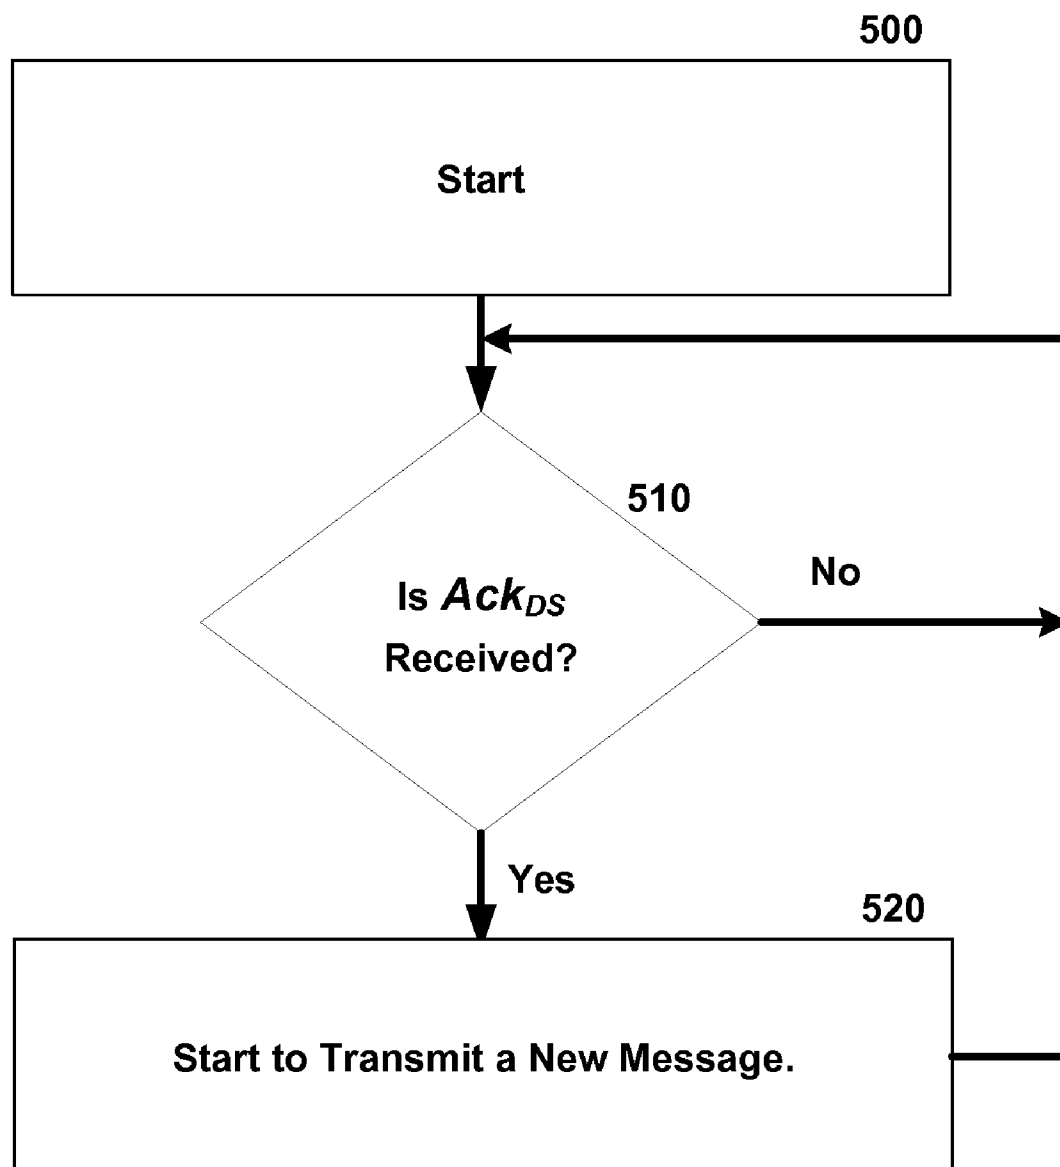 500
Start
510
Is Ack_DS
Received?
No
Yes
520
Start to Transmit a New Message.